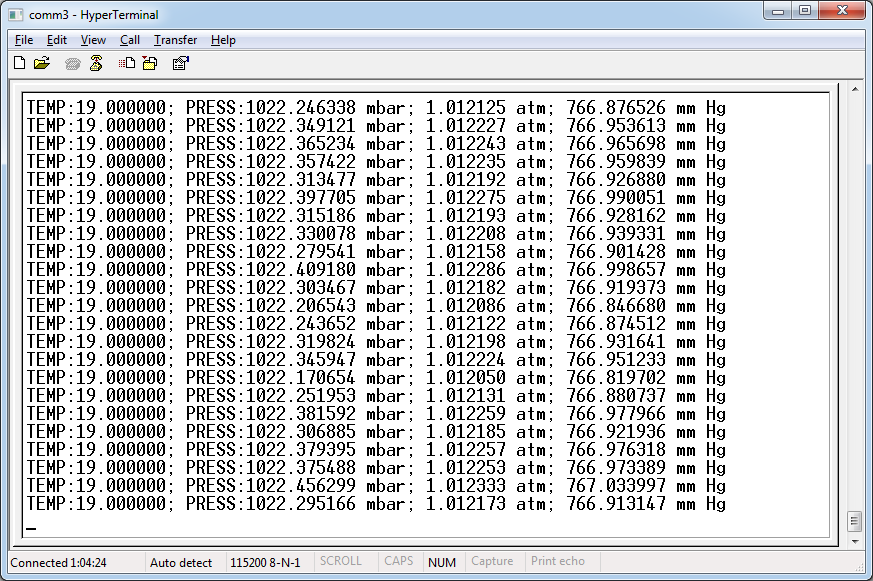 comm3 - HyperTerminal
File Edit View Call Transfer Help
TEMP:19.000000; PRESS:1022.246338 mbar; 1.012125 atm; 766.876526 mm Hg
TEMP:19.000000; PRESS:1022.349121 mbar; 1.012227 atm; 766.953613 mm Hg
TEMP:19.000000; PRESS:1022.365234 mbar; 1.012243 atm; 766.965698 mm Hg
TEMP:19.000000; PRESS:1022.357422 mbar; 1.012235 atm; 766.959839 mm Hg
TEMP:19.000000; PRESS:1022.313477 mbar; 1.012192 atm; 766.926880 mm Hg
TEMP:19.000000; PRESS:1022.397705 mbar; 1.012275 atm; 766.990051 mm Hg
TEMP:19.000000; PRESS:1022.315186 mbar; 1.012193 atm; 766.928162 mm Hg
TEMP:19.000000; PRESS:1022.330078 mbar; 1.012208 atm; 766.939331 mm Hg
TEMP:19.000000; PRESS:1022.279541 mbar; 1.012158 atm; 766.901428 mm Hg
TEMP:19.000000; PRESS:1022.409180 mbar; 1.012286 atm; 766.998657 mm Hg
TEMP:19.000000; PRESS:1022.303467 mbar; 1.012182 atm; 766.919373 mm Hg
TEMP:19.000000; PRESS:1022.206543 mbar; 1.012086 atm; 766.846680 mm Hg
TEMP:19.000000; PRESS:1022.243652 mbar; 1.012122 atm; 766.874512 mm Hg
TEMP:19.000000; PRESS:1022.319824 mbar; 1.012198 atm; 766.931641 mm Hg
TEMP:19.000000; PRESS:1022.345947 mbar; 1.012224 atm; 766.951233 mm Hg
TEMP:19.000000; PRESS:1022.170654 mbar; 1.012050 atm; 766.819702 mm Hg
TEMP:19.000000; PRESS:1022.251953 mbar; 1.012131 atm; 766.880737 mm Hg
TEMP:19.000000; PRESS:1022.381592 mbar; 1.012259 atm; 766.977966 mm Hg
TEMP:19.000000; PRESS:1022.306885 mbar; 1.012185 atm; 766.921936 mm Hg
TEMP:19.000000; PRESS:1022.379395 mbar; 1.012257 atm; 766.976318 mm Hg
TEMP:19.000000; PRESS:1022.375488 mbar; 1.012253 atm; 766.973389 mm Hg
TEMP:19.000000; PRESS:1022.456299 mbar; 1.012333 atm; 767.033997 mm Hg
TEMP:19.000000; PRESS:1022.295166 mbar; 1.012173 atm; 766.913147 mm Hg
_
Connected 1:04:24 Auto detect 115200 8-N-1 SCROLL CAPS NUM Capture Print echo